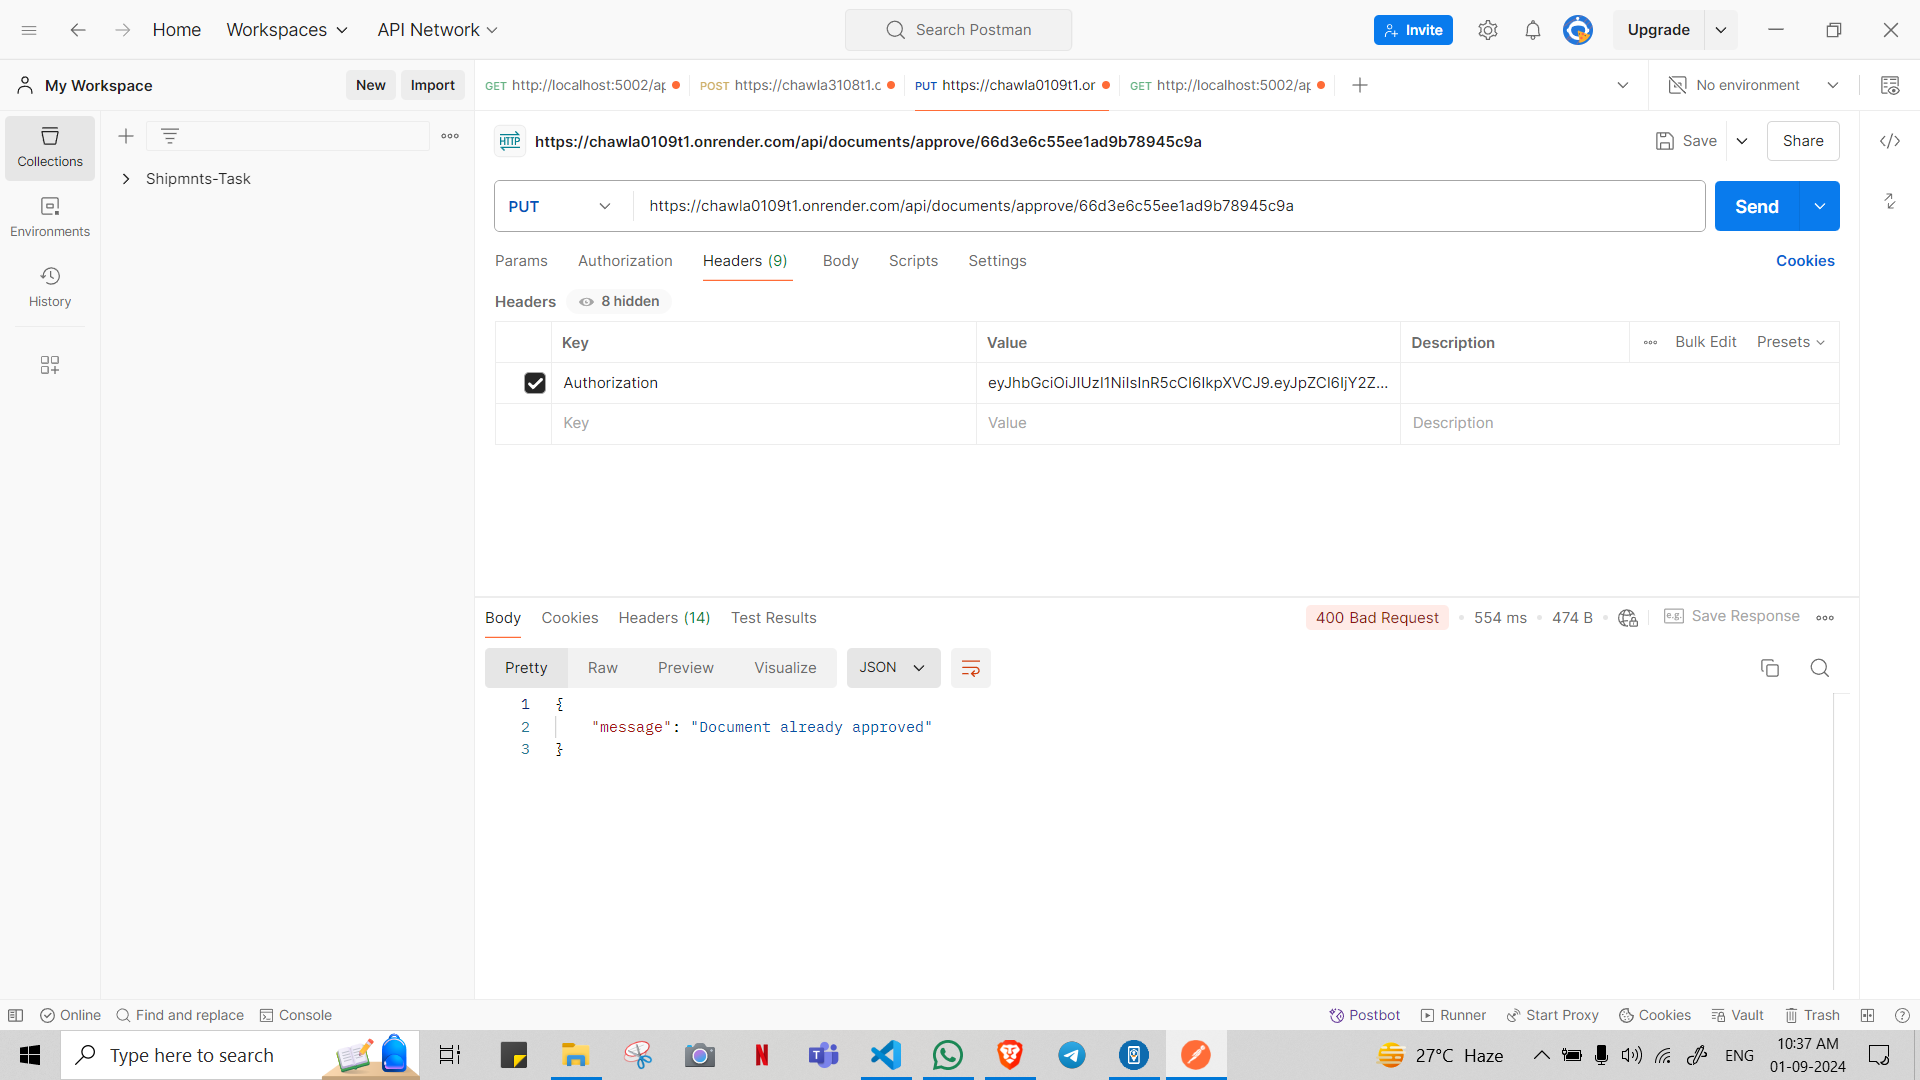 Home
Workspaces
API Network
Search Postman
Invite
Upgrade
My Workspace
New
Import
GET http://localhost:5002/ap
POST https://chawla3108t1.c
PUT https://chawla0109t1.or
GET http://localhost:5002/ap
No environment
Collections
Environments
History
Shipmnts-Task
HTTP
https://chawla0109t1.onrender.com/api/documents/approve/66d3e6c55ee1ad9b78945c9a
Save
Share
PUT
https://chawla0109t1.onrender.com/api/documents/approve/66d3e6c55ee1ad9b78945c9a
Send
Params
Authorization
Headers (9)
Body
Scripts
Settings
Cookies
Headers
8 hidden
Key
Value
Description
Bulk Edit
Presets
Authorization
eyJhbGciOiJIUzI1NiIsInR5cCI6IkpXVCJ9.eyJpZCI6IjY2Z...
Key
Value
Description
Body
Cookies
Headers (14)
Test Results
400 Bad Request
554 ms
474 B
e.g.
Save Response
Pretty
Raw
Preview
Visualize
JSON
1 {
2 "message": "Document already approved"
3 }
Online
Find and replace
Console
Postbot
Runner
Start Proxy
Cookies
Vault
Trash
Type here to search
N
27°C Haze
ENG
10:37 AM
01-09-2024